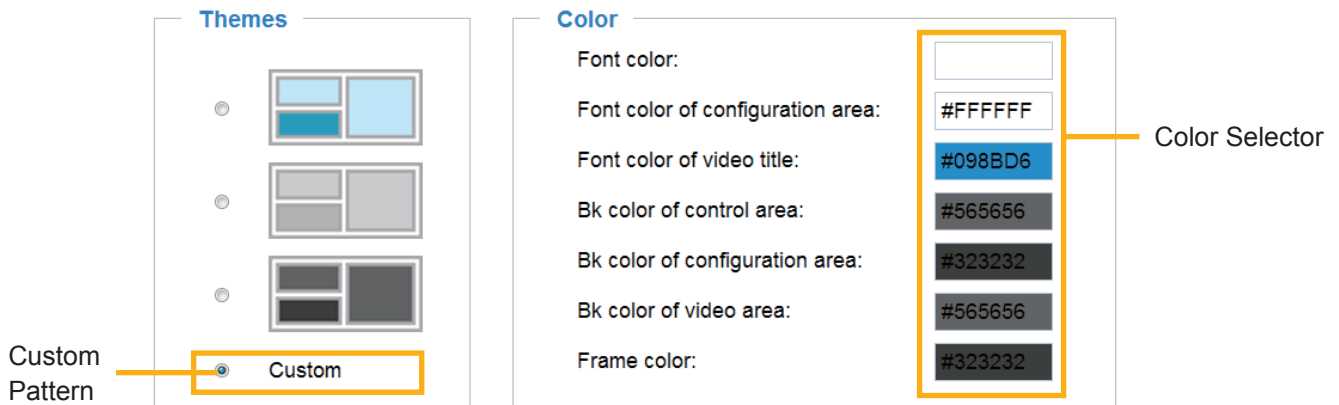 Themes
Color
Font color:
Font color of configuration area: #FFFFFF
Font color of video title: #098BD6
Bk color of control area: #565656
Bk color of configuration area: #323232
Bk color of video area: #565656
Frame color: #323232
Custom
Color Selector
Custom
Pattern